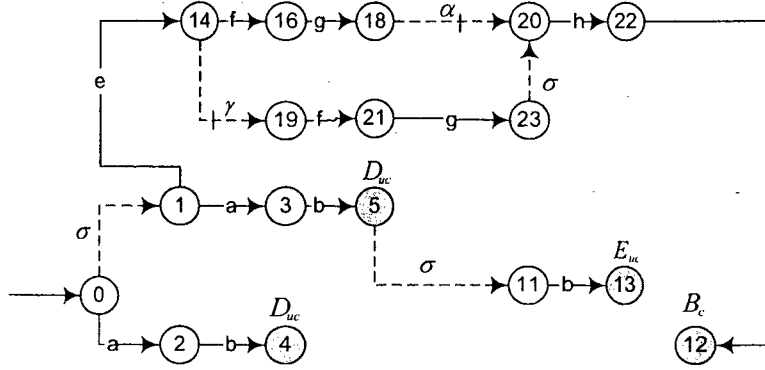 14 f 16 g 18 α 20 h 22
e
γ 19 f 21 g 23 σ
D_uc
σ 1 a 3 b 5
σ E_uc
0 11 b 13 B_c
D_uc
a 2 b 4 12